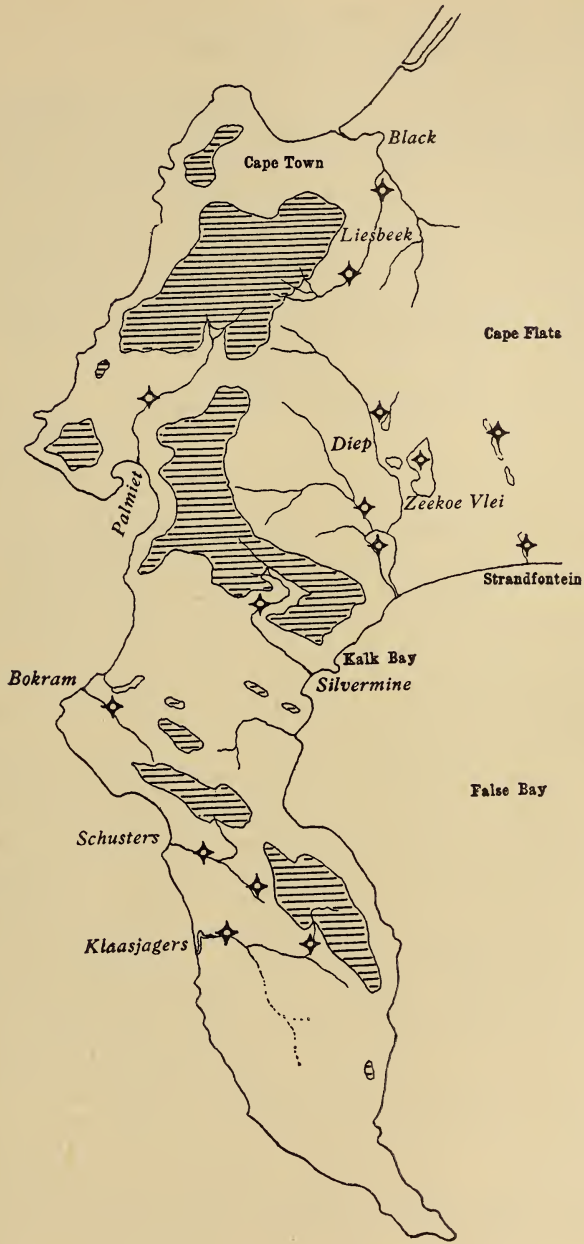 Black
Cape Town
Liesbeek
Cape Flats
Diep
Zeekoe Vlei
Palmiet
Strandfontein
Kalk Bay
Silvermine
Bokram
False Bay
Schusters
Klaasjagers